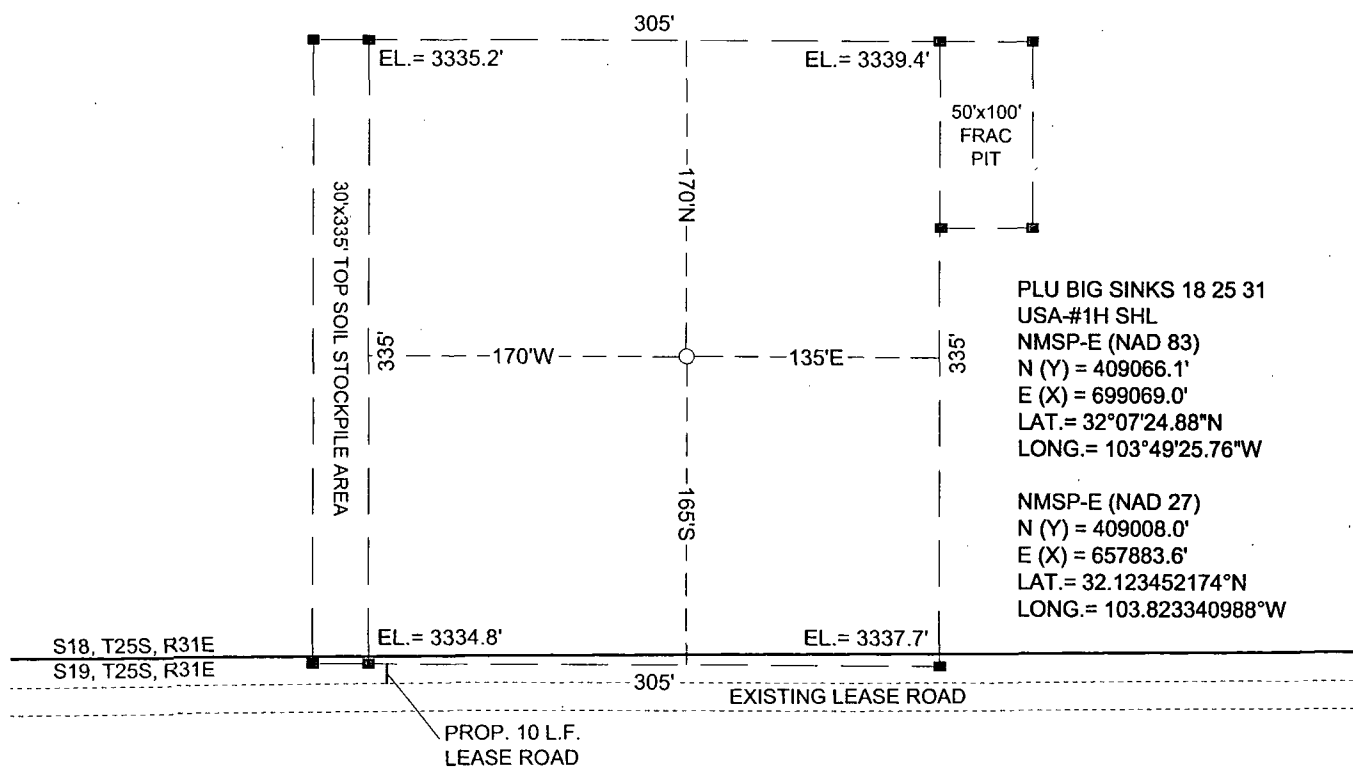 305'
EL.= 3335.2'
EL.= 3339.4'
50'x100'
FRAC
PIT
170'N
30'x335' TOP SOIL STOCKPILE AREA
335'
170'W
135'E
335'
165'S
PLU BIG SINKS 18 25 31
USA-#1H SHL
NMSP-E (NAD 83)
N (Y) = 409066.1'
E (X) = 699069.0'
LAT.= 32°07'24.88"N
LONG.= 103°49'25.76"W
NMSP-E (NAD 27)
N (Y) = 409008.0'
E (X) = 657883.6'
LAT.= 32.123452174°N
LONG.= 103.823340988°W
S18, T25S, R31E
EL.= 3334.8'
EL.= 3337.7'
S19, T25S, R31E
305'
EXISTING LEASE ROAD
PROP. 10 L.F.
LEASE ROAD